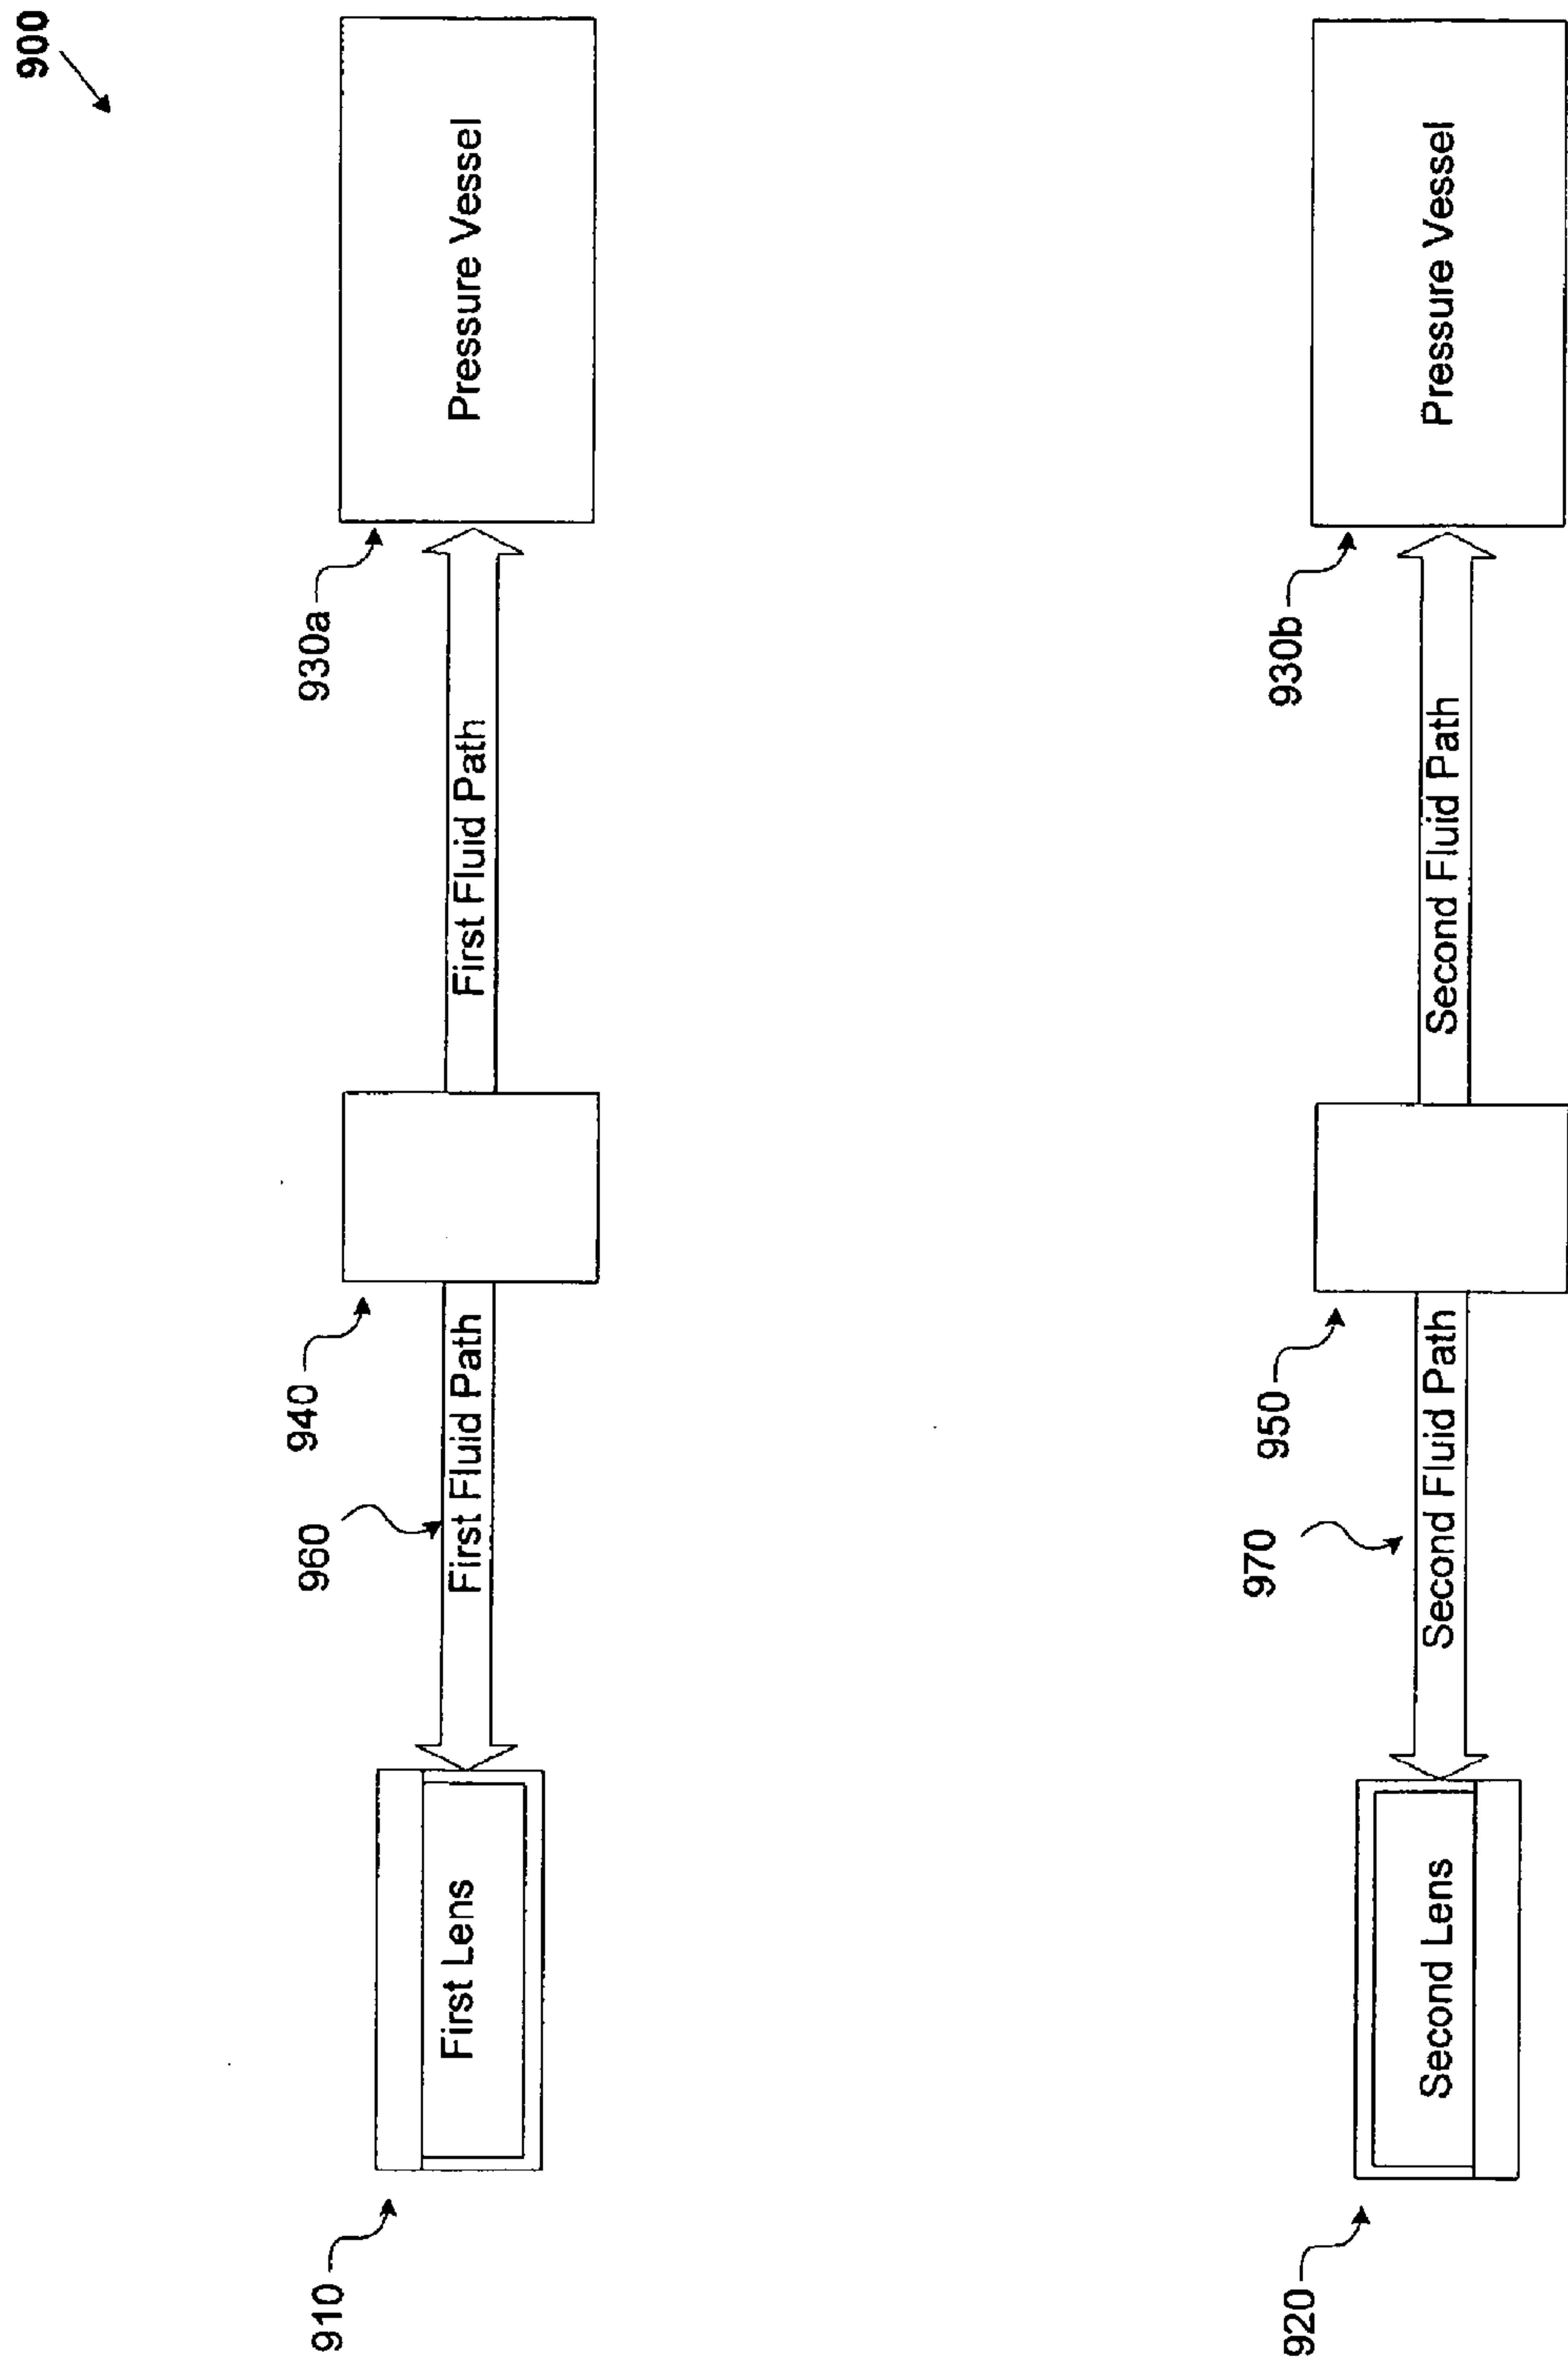 900
910
First Lens
960
First Fluid Path
940
First Fluid Path
930a
Pressure Vessel
920
Second Lens
970
Second Fluid Path
950
Second Fluid Path
930b
Pressure Vessel